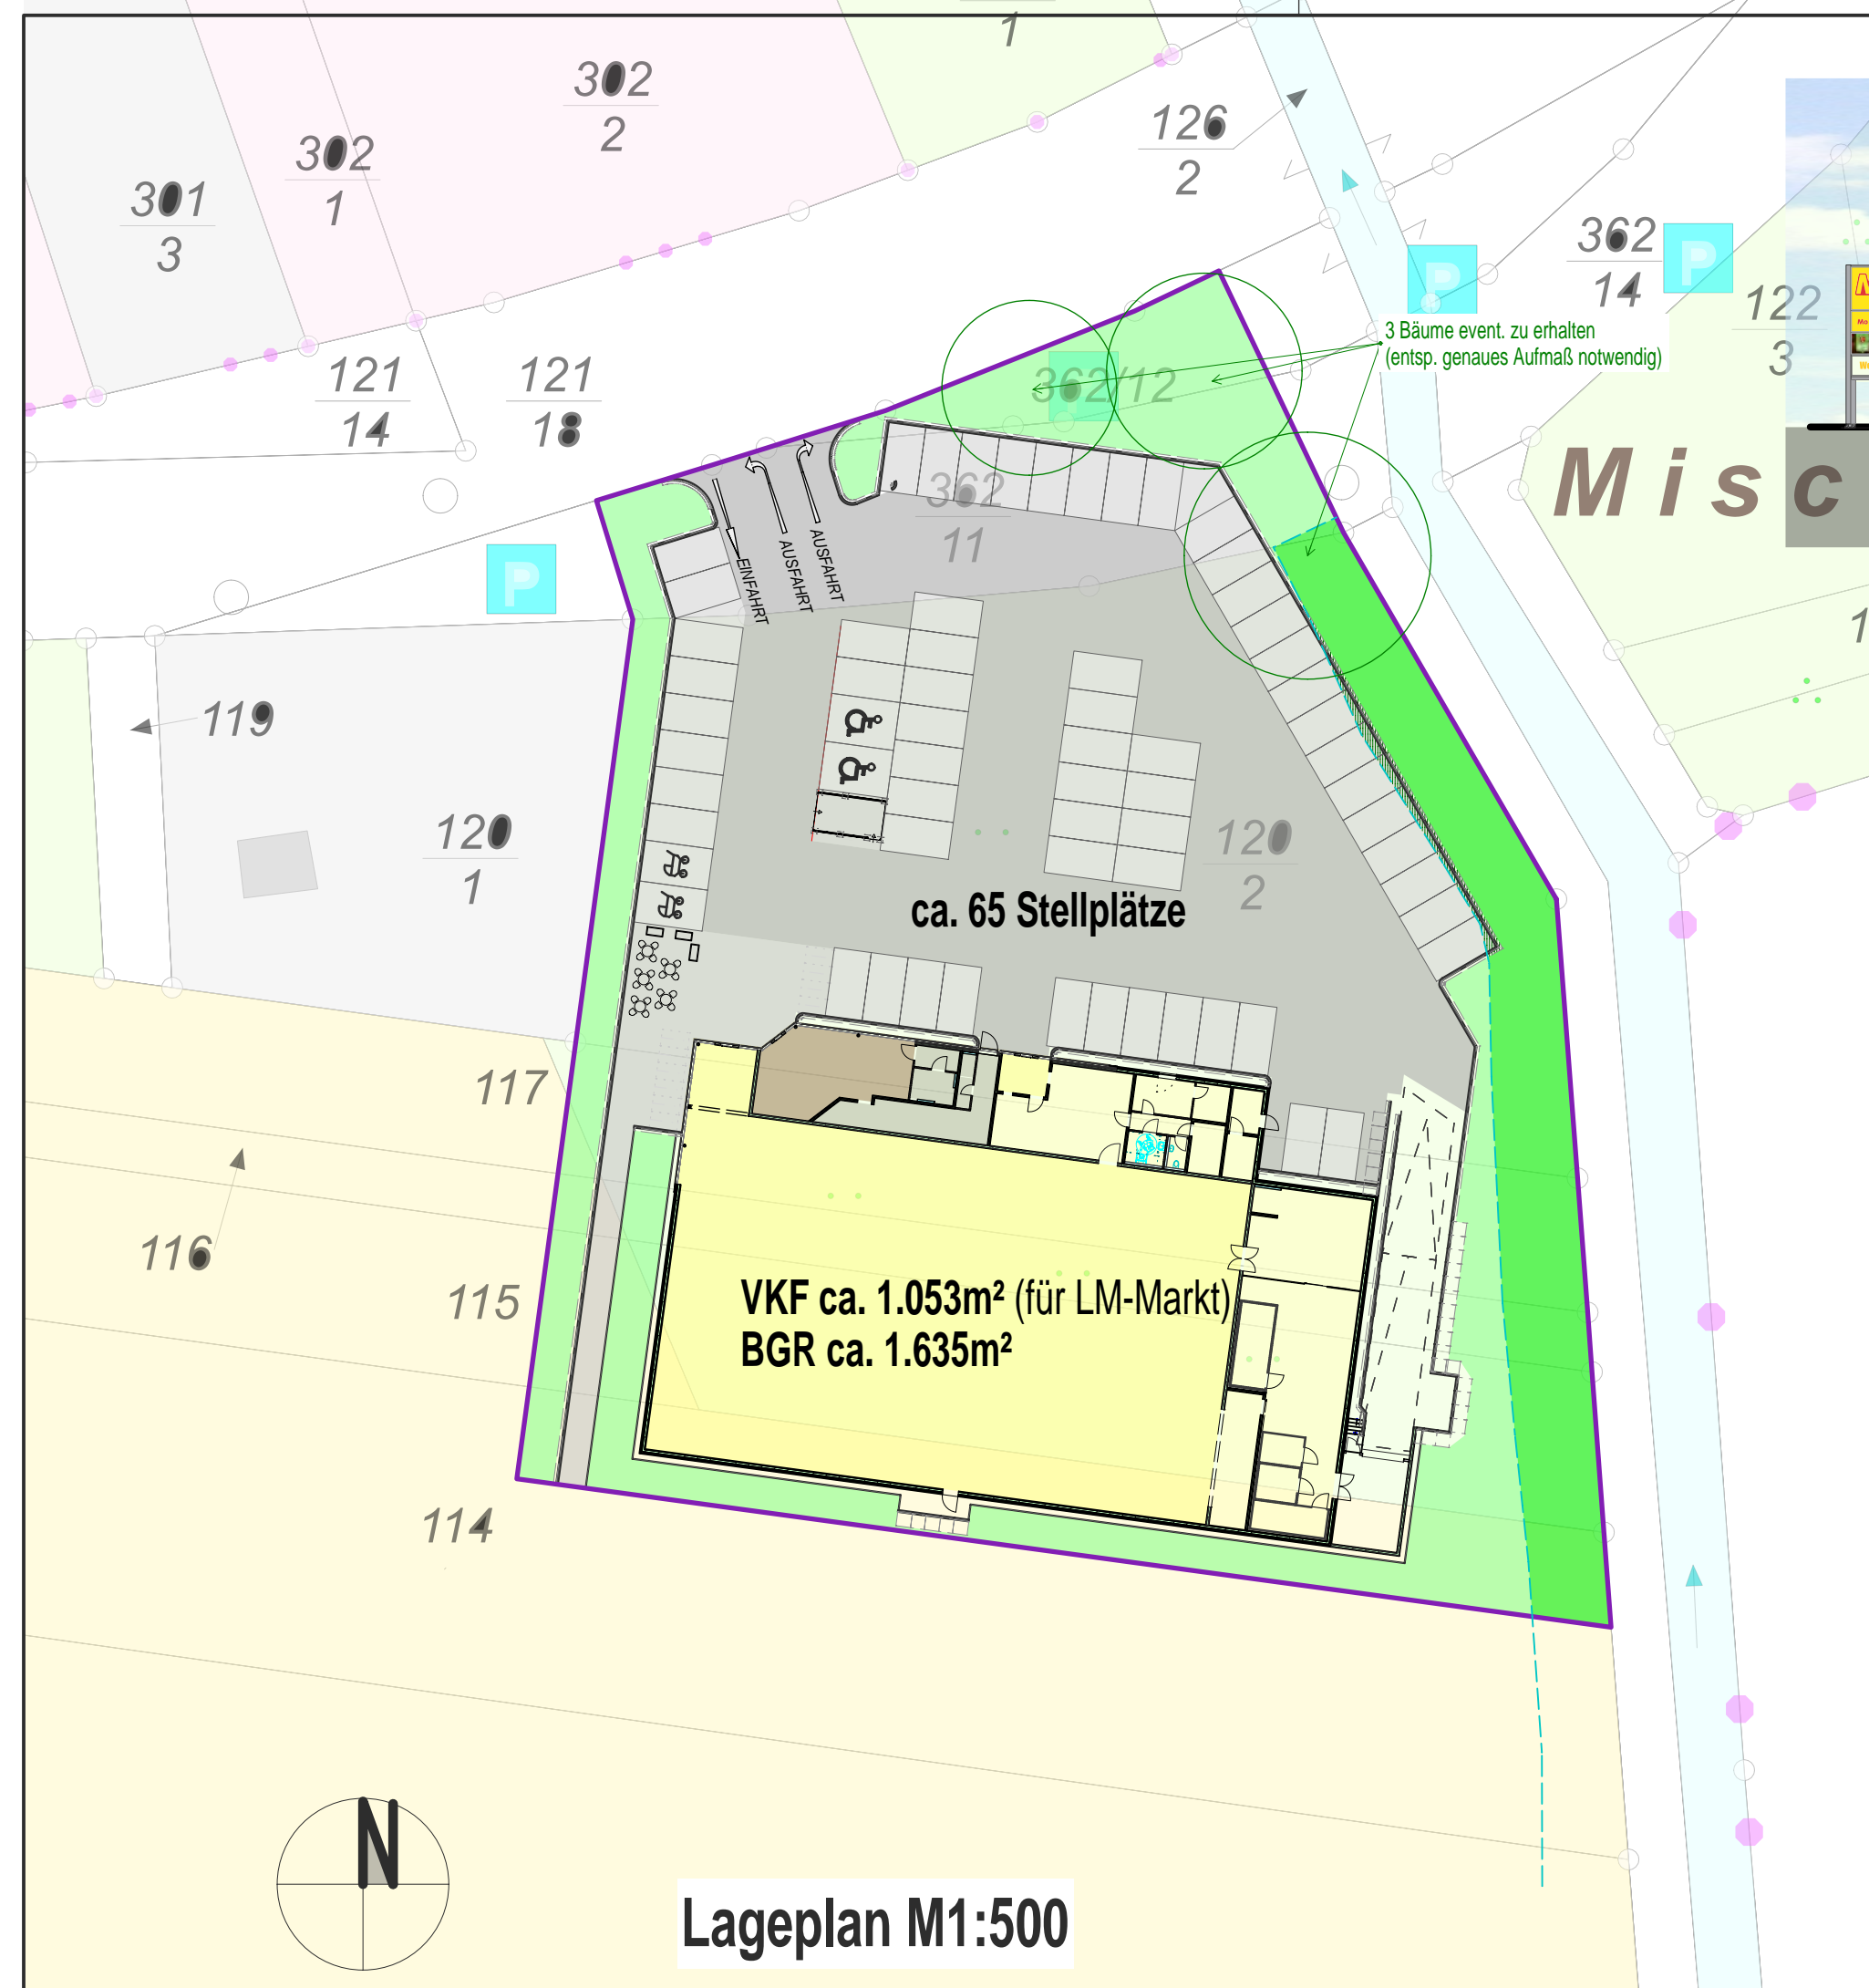 1
302
2
302
1
301
3
126
2
362
14
122
3
P
P
3 Bäume event. zu erhalten
(entsp. genaues Aufmaß notwendig)
362/12
121
14
121
18
Misc
362
11
P
EINFAHRT
AUSFAHRT
AUSFAHRT
1
119
120
1
120
2
ca. 65 Stellplätze
117
116
115
VKF ca. 1.053m² (für LM-Markt)
BGR ca. 1.635m²
114
N
Lageplan M1:500